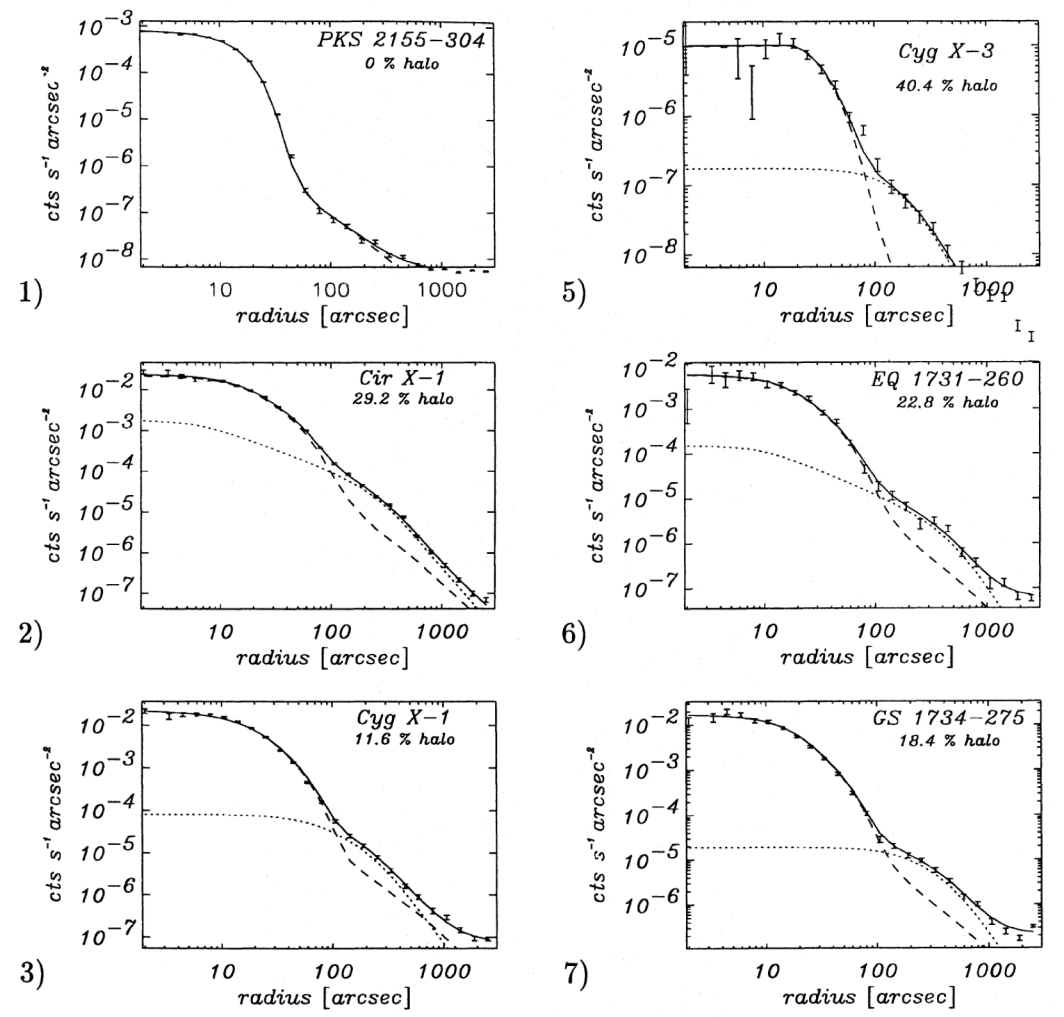 PKS 2155-304
0 % halo
10⁻³
10⁻⁴
10⁻⁵
10⁻⁶
10⁻⁷
10⁻⁸
cts s⁻¹ arcsec⁻²
10 100 1000
1)
radius [arcsec]
Cyg X-3
40.4 % halo
10⁻⁵
10⁻⁶
10⁻⁷
10⁻⁸
cts s⁻¹ arcsec⁻²
10 100 1000
5)
radius [arcsec]
Cir X-1
29.2 % halo
10⁻²
10⁻³
10⁻⁴
10⁻⁵
10⁻⁶
10⁻⁷
cts s⁻¹ arcsec⁻²
10 100 1000
2)
radius [arcsec]
EQ 1731-260
22.8 % halo
10⁻²
10⁻³
10⁻⁴
10⁻⁵
10⁻⁶
10⁻⁷
cts s⁻¹ arcsec⁻²
10 100 1000
6)
radius [arcsec]
Cyg X-1
11.6 % halo
10⁻²
10⁻³
10⁻⁴
10⁻⁵
10⁻⁶
10⁻⁷
cts s⁻¹ arcsec⁻²
10 100 1000
3)
radius [arcsec]
GS 1734-275
18.4 % halo
10⁻²
10⁻³
10⁻⁴
10⁻⁵
10⁻⁶
cts s⁻¹ arcsec⁻²
10 100 1000
7)
radius [arcsec]